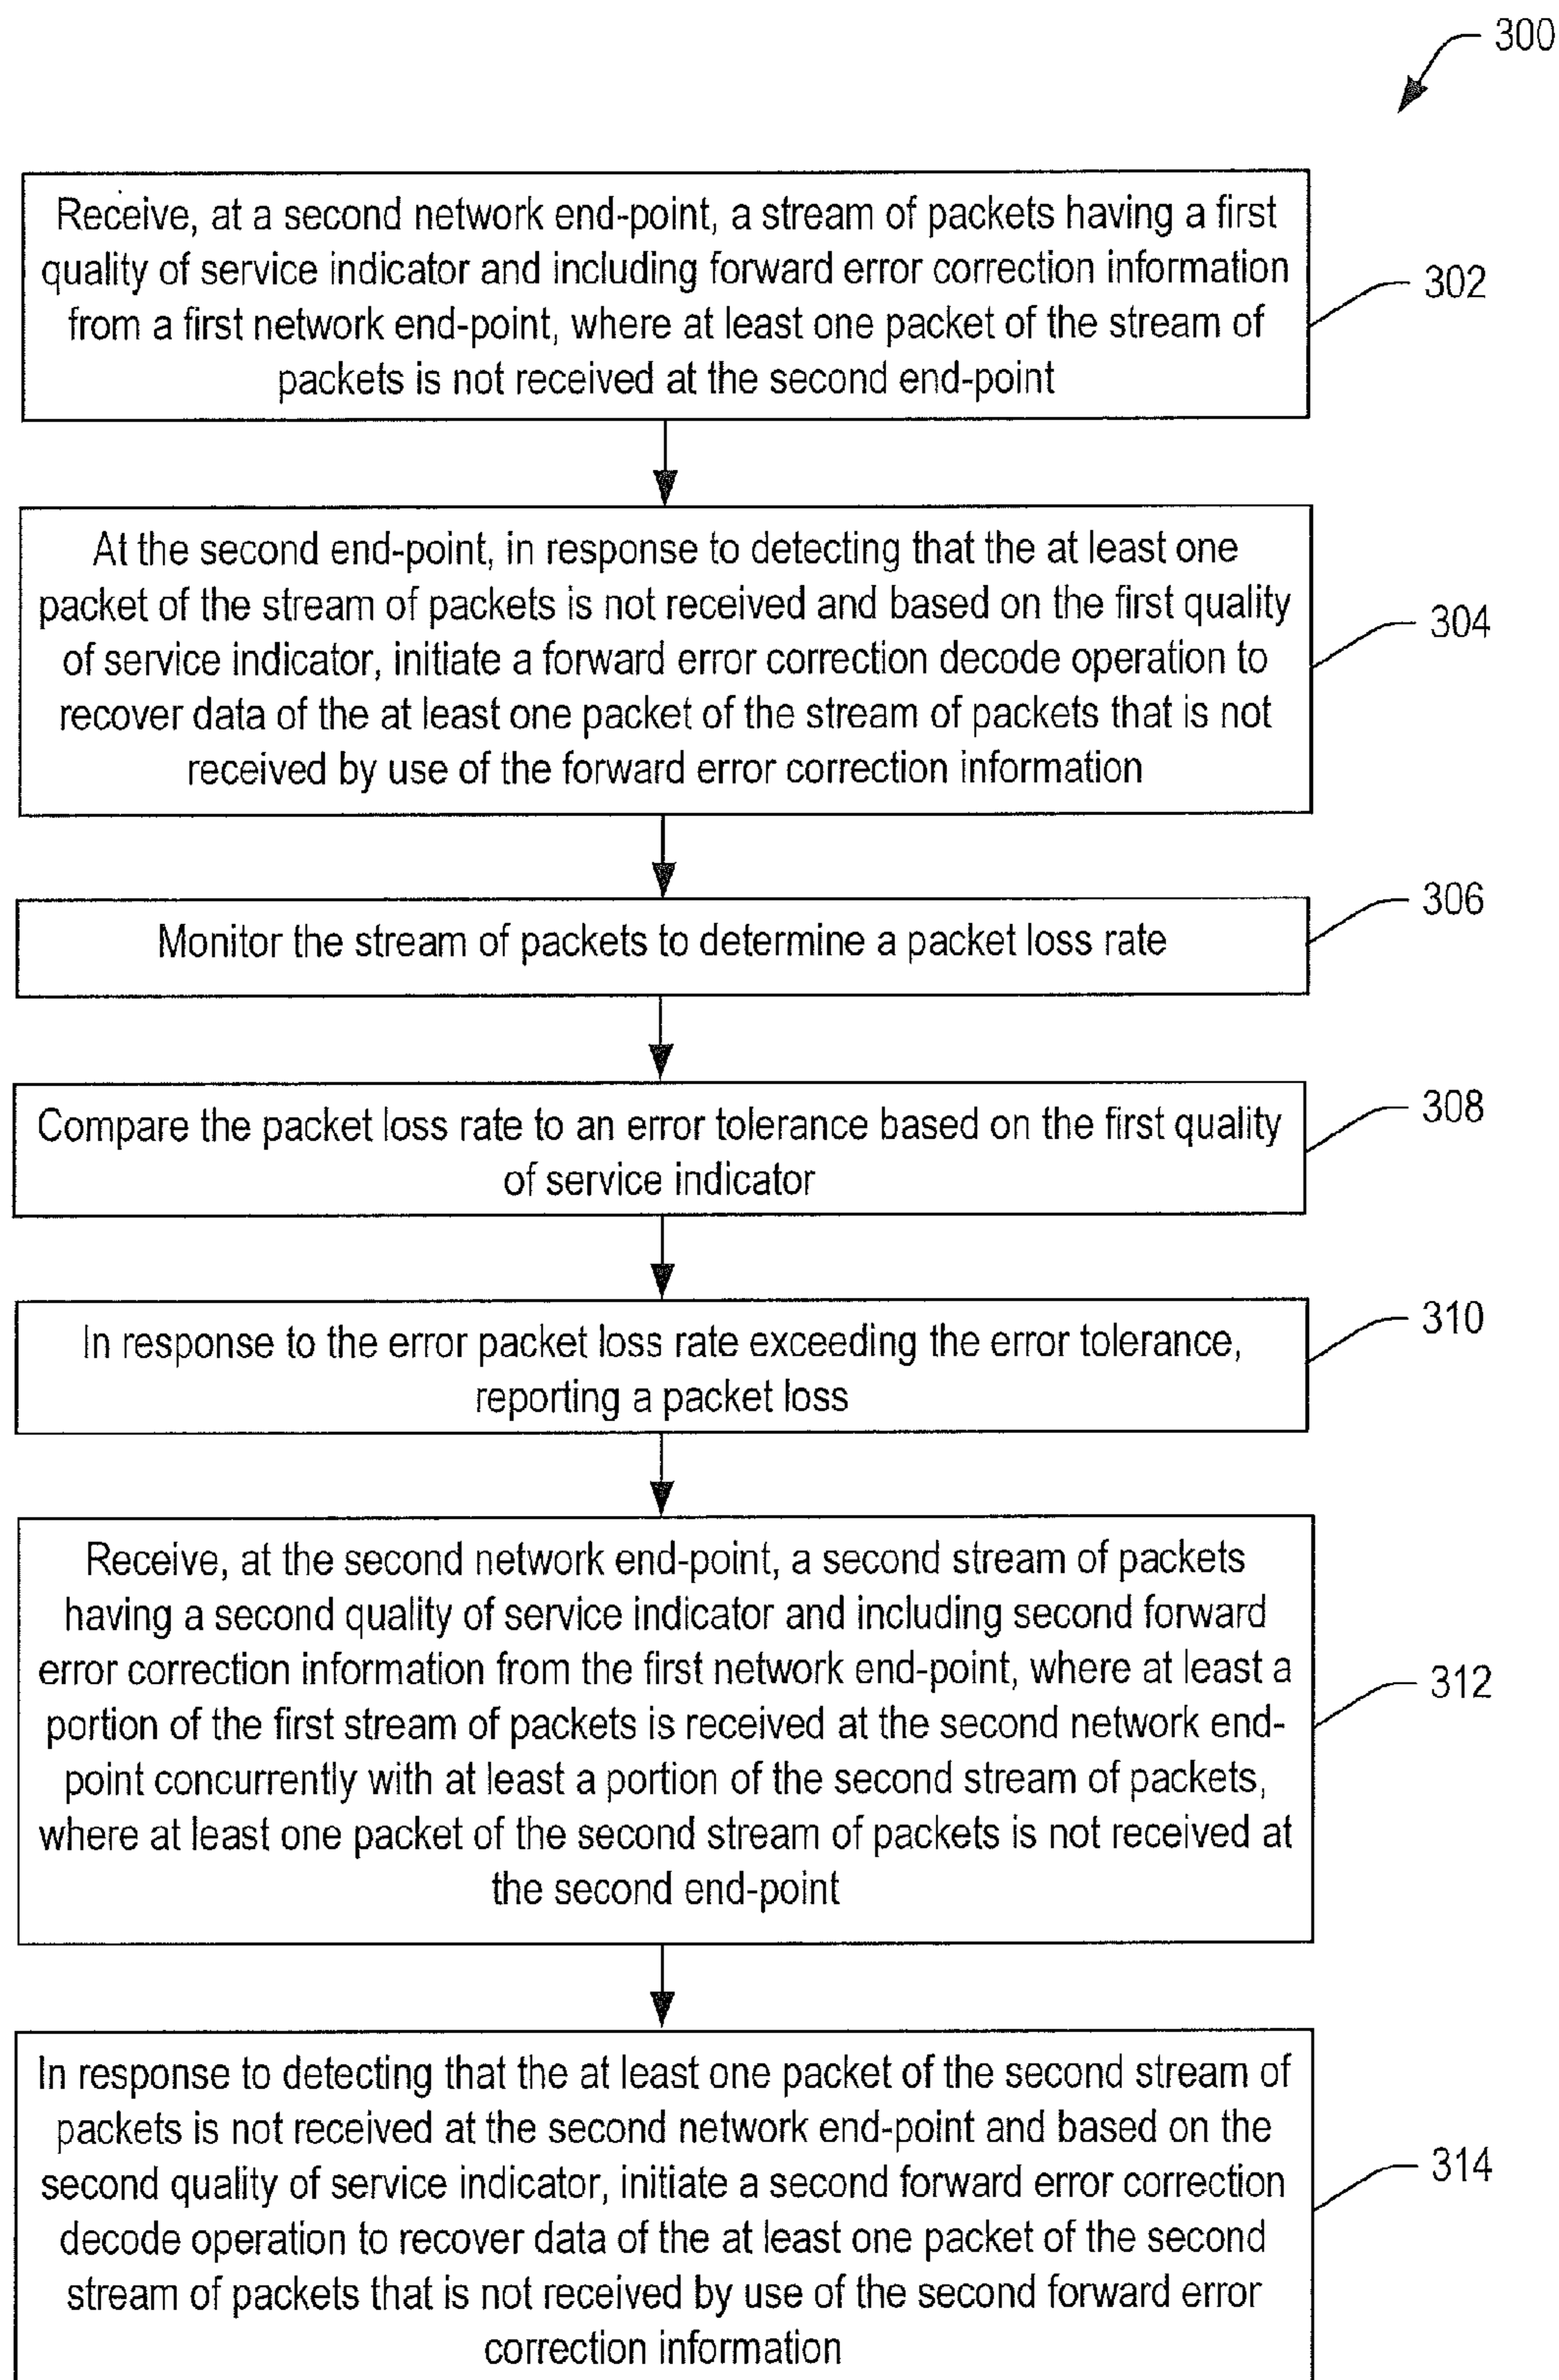 300
Receive, at a second network end-point, a stream of packets having a first
quality of service indicator and including forward error correction information
from a first network end-point, where at least one packet of the stream of
packets is not received at the second end-point
302
At the second end-point, in response to detecting that the at least one
packet of the stream of packets is not received and based on the first quality
of service indicator, initiate a forward error correction decode operation to
recover data of the at least one packet of the stream of packets that is not
received by use of the forward error correction information
304
Monitor the stream of packets to determine a packet loss rate
306
Compare the packet loss rate to an error tolerance based on the first quality
of service indicator
308
In response to the error packet loss rate exceeding the error tolerance,
reporting a packet loss
310
Receive, at the second network end-point, a second stream of packets
having a second quality of service indicator and including second forward
error correction information from the first network end-point, where at least a
portion of the first stream of packets is received at the second network end-
point concurrently with at least a portion of the second stream of packets,
where at least one packet of the second stream of packets is not received at
the second end-point
312
In response to detecting that the at least one packet of the second stream of
packets is not received at the second network end-point and based on the
second quality of service indicator, initiate a second forward error correction
decode operation to recover data of the at least one packet of the second
stream of packets that is not received by use of the second forward error
correction information
314